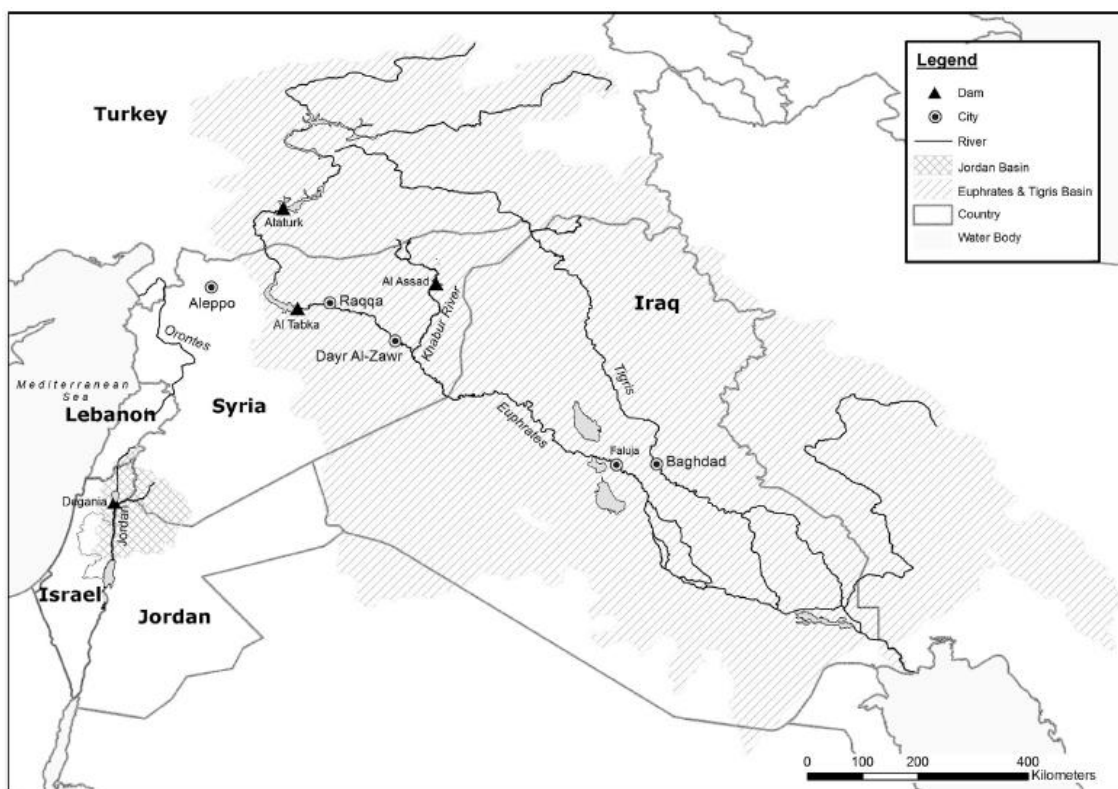 Legend
Dam
City
River
Jordan Basin
Euphrates & Tigris Basin
Country
Water Body
Turkey
Ataturk
Al Assad
Iraq
Aleppo
Raqqa
Al Tabka
Khabur River
Orontes
Dayr Al-Zawr
Tigris
Mediterranean
Sea
Lebanon
Syria
Euphrates
Faluja
Baghdad
Degania
Jordan
Israel
Jordan
0 100 200 400
Kilometers